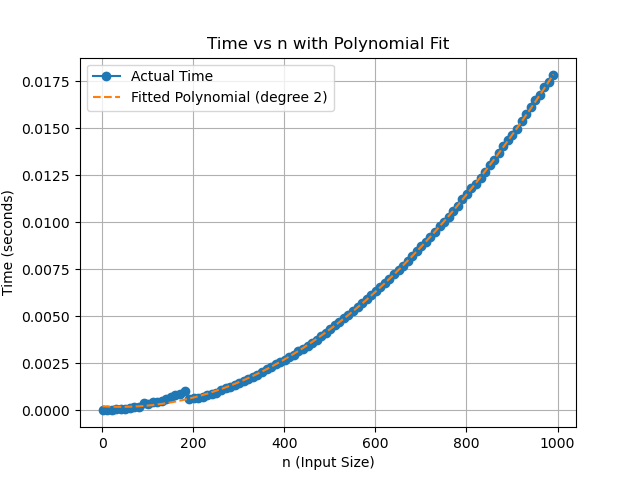 Time vs n with Polynomial Fit
Actual Time
Fitted Polynomial (degree 2)
Time (seconds)
0.0175
0.0150
0.0125
0.0100
0.0075
0.0050
0.0025
0.0000
0 200 400 600 800 1000
n (Input Size)